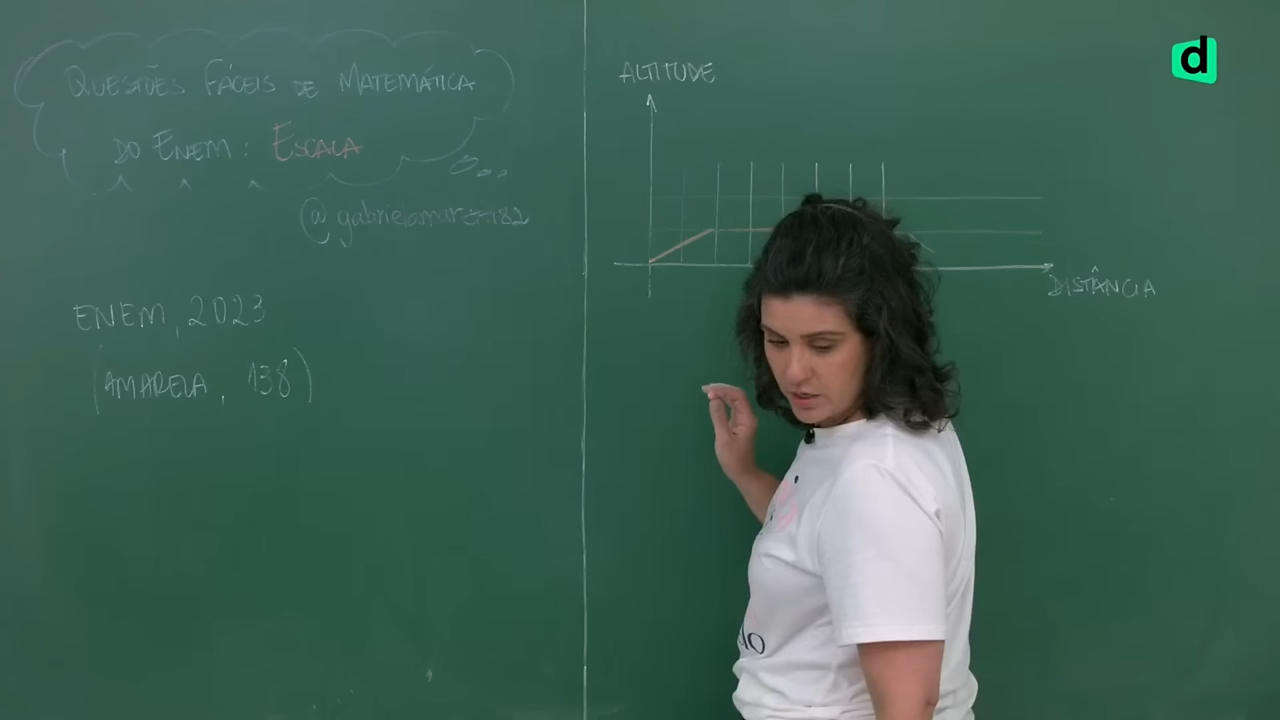 QUESTÕES FÁCEIS DE MATEMÁTICA
DO ENEM: ESCALA
ENEM, 2023
(AMARELA, 138)
ALTITUDE
DISTÂNCIA
d